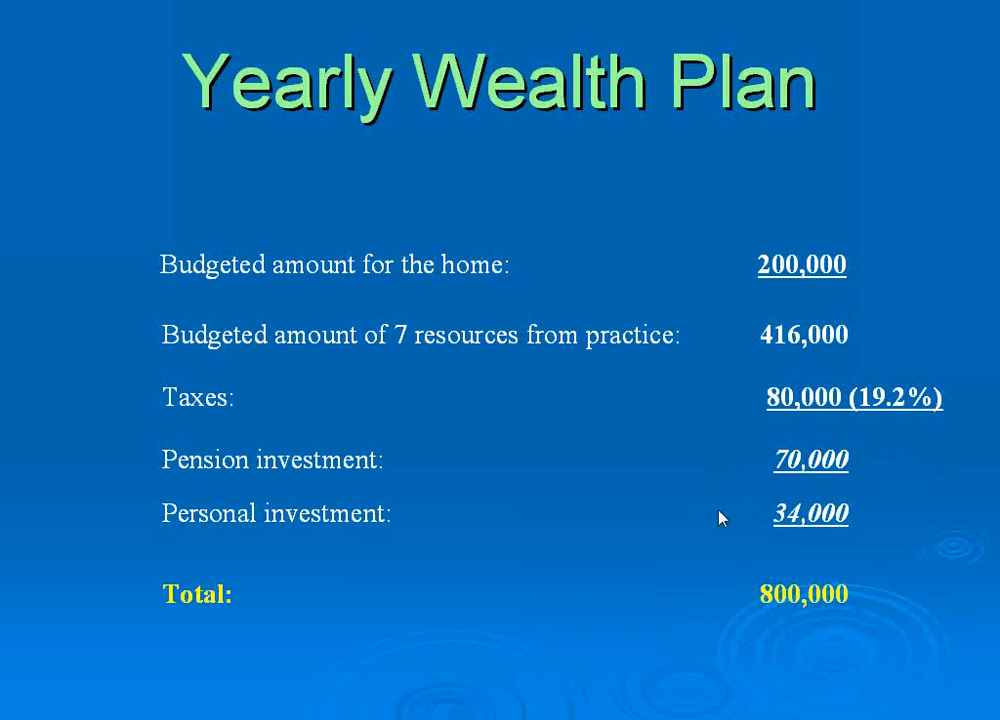 Yearly Wealth Plan
Budgeted amount for the home: 200,000
Budgeted amount of 7 resources from practice: 416,000
Taxes: 80,000 (19.2%)
Pension investment: 70,000
Personal investment: 34,000
Total: 800,000